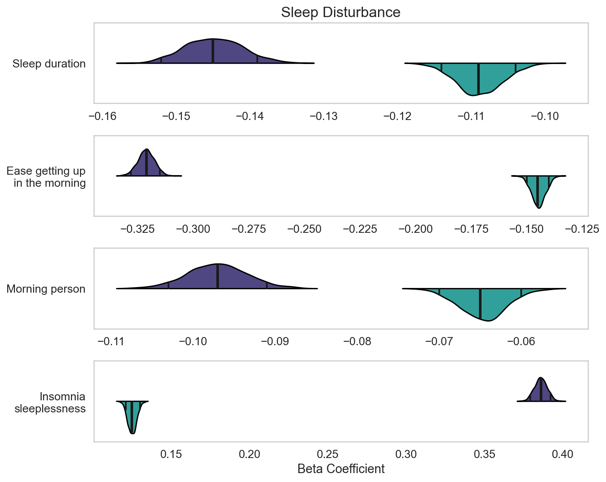 Sleep Disturbance
Sleep duration
−0.16 −0.15 −0.14 −0.13 −0.12 −0.11 −0.10
Ease getting up
in the morning
−0.325 −0.300 −0.275 −0.250 −0.225 −0.200 −0.175 −0.150 −0.125
Morning person
−0.11 −0.10 −0.09 −0.08 −0.07 −0.06
Insomnia
sleeplessness
0.15 0.20 0.25 0.30 0.35 0.40
Beta Coefficient